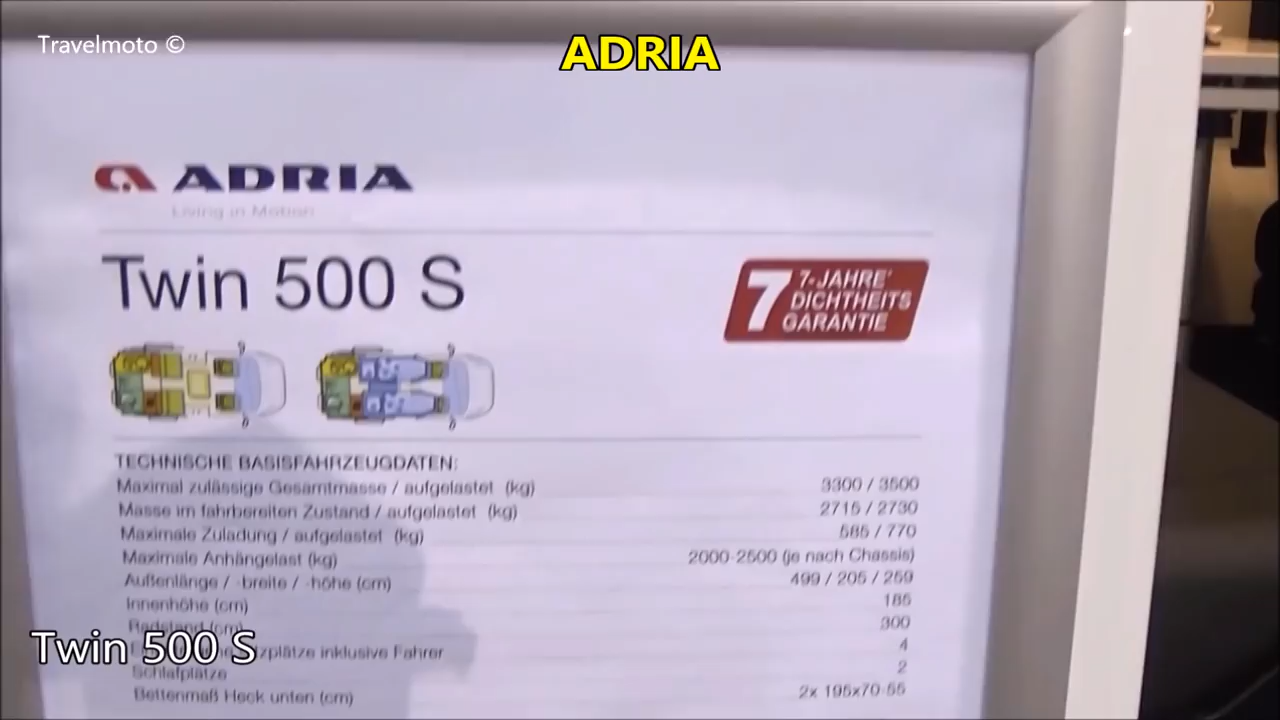 Travelmoto ©
ADRIA
ADRIA
Living in Motion
Twin 500 S
7
7-JAHRE
DICHTHEITS
GARANTIE
TECHNISCHE BASISFAHRZEUGDATEN:
Maximal zulässige Gesamtmasse / aufgelastet (kg) 3300 / 3500
Masse im fahrbereiten Zustand / aufgelastet (kg) 2715 / 2730
Maximale Zuladung / aufgelastet (kg) 585 / 770
Maximale Anhängelast (kg) 2000-2500 (je nach Chassis)
Außenlänge / -breite / -höhe (cm) 499 / 205 / 259
Innenhöhe (cm) 185
Radstand (cm) 300
inklusive Fahrer 4
Schlafplätze 2
Bettenmaß Heck unten (cm) 2x 195x70-55
Twin 500 S